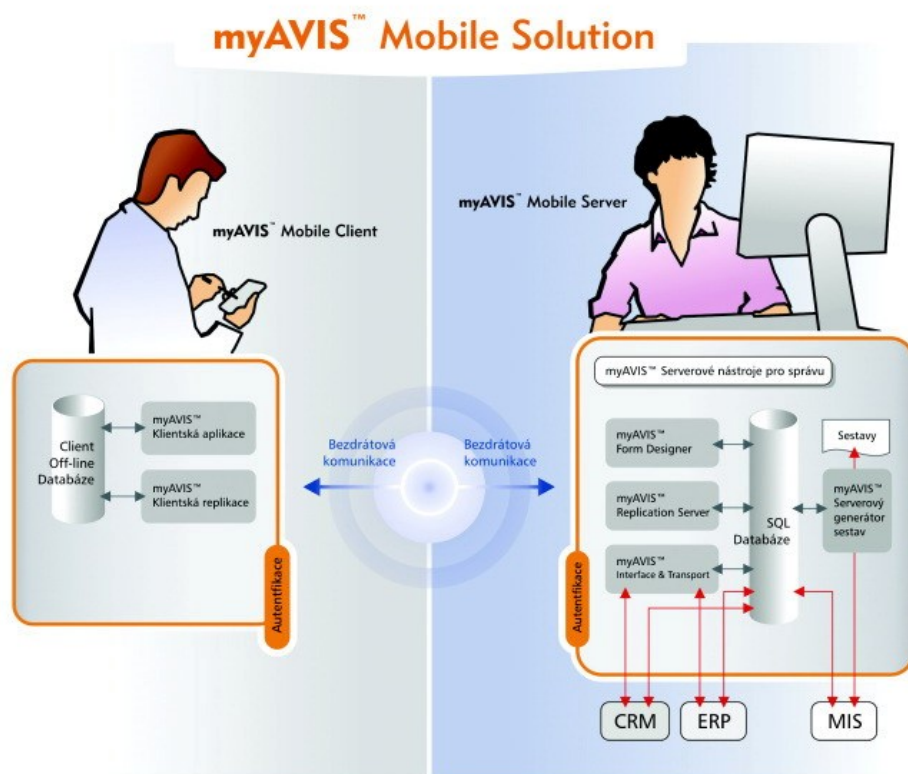 myAVIS™ Mobile Solution
myAVIS™ Mobile Client
myAVIS™ Mobile Server
Client
Off-line
Databáze
myAVIS™
Klientská aplikace
myAVIS™
Klientská replikace
Autentfikace
Bezdrátová
komunikace
Bezdrátová
komunikace
myAVIS™ Serverové nástroje pro správu
myAVIS™
Form Designer
myAVIS™
Replication Server
myAVIS™
Interface & Transport
SQL
Databáze
Sestavy
myAVIS™
Serverový
generátor
sestav
Autentfikace
CRM
ERP
MIS